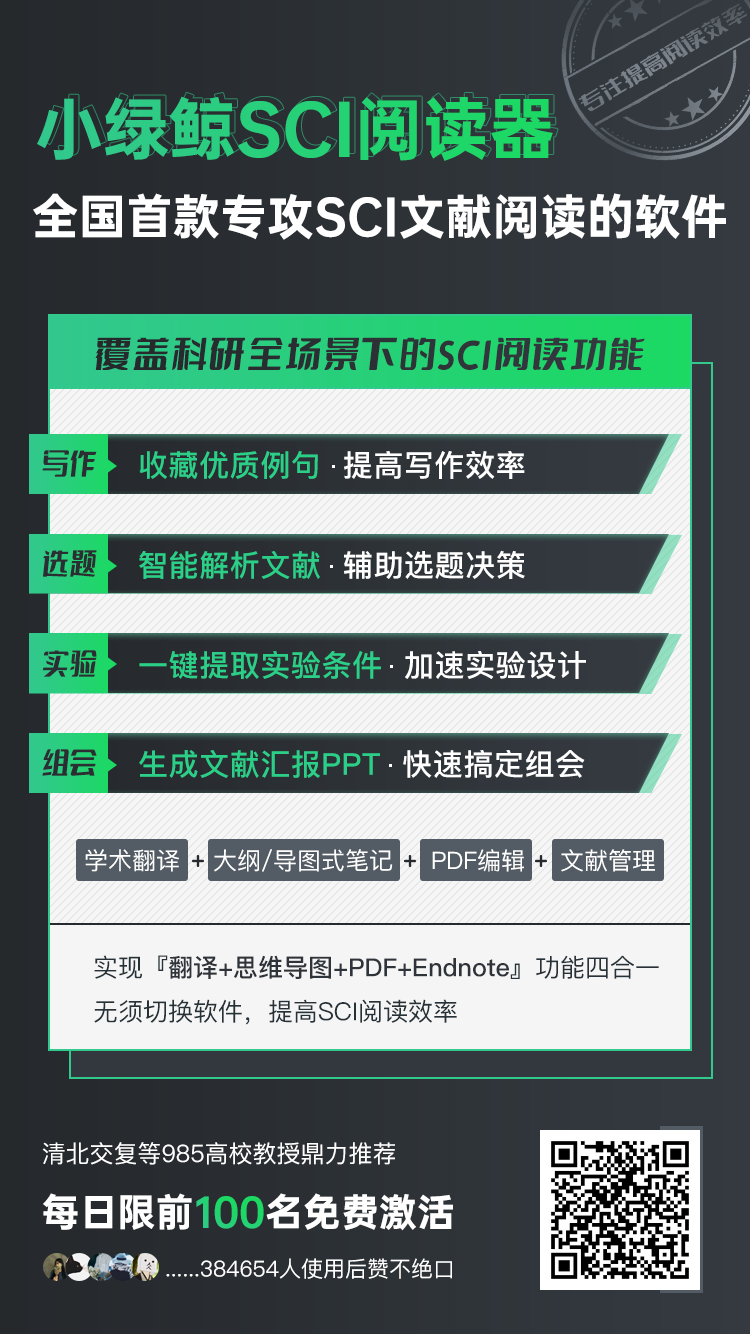 专注提高阅读效率
小绿鲸SCI阅读器
全国首款专攻SCI文献阅读的软件
覆盖科研全场景下的SCI阅读功能
写作 收藏优质例句 · 提高写作效率
选题 智能解析文献 · 辅助选题决策
实验 一键提取实验条件 · 加速实验设计
组会 生成文献汇报PPT · 快速搞定组会
学术翻译 + 大纲/导图式笔记 + PDF编辑 + 文献管理
实现『翻译+思维导图+PDF+Endnote』功能四合一
无须切换软件，提高SCI阅读效率
清北交复等985高校教授鼎力推荐
每日限前100名免费激活
......384654人使用后赞不绝口